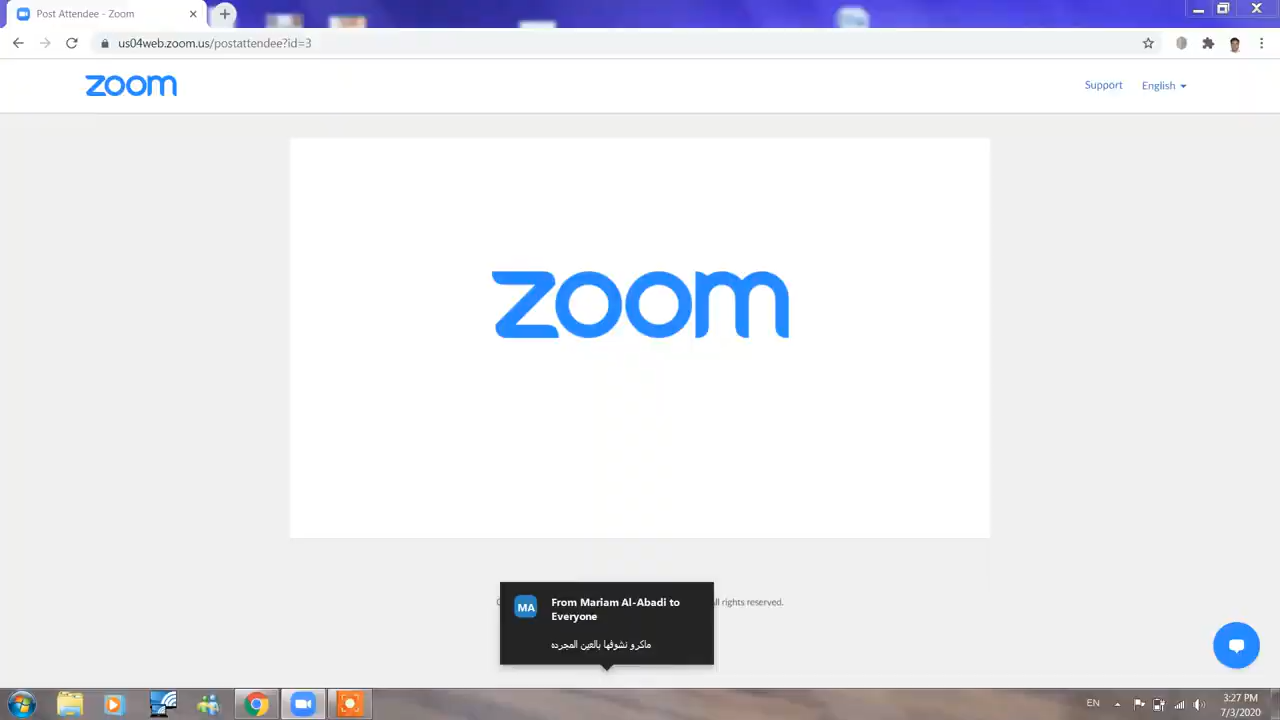 Post Attendee - Zoom
us04web.zoom.us/postattendee?id=3
zoom
Support
English
zoom
ll rights reserved.
MA
From Mariam Al-Abadi to
Everyone
ماكرو نشوفها بالعين المجرده
EN
3:27 PM
7/3/2020